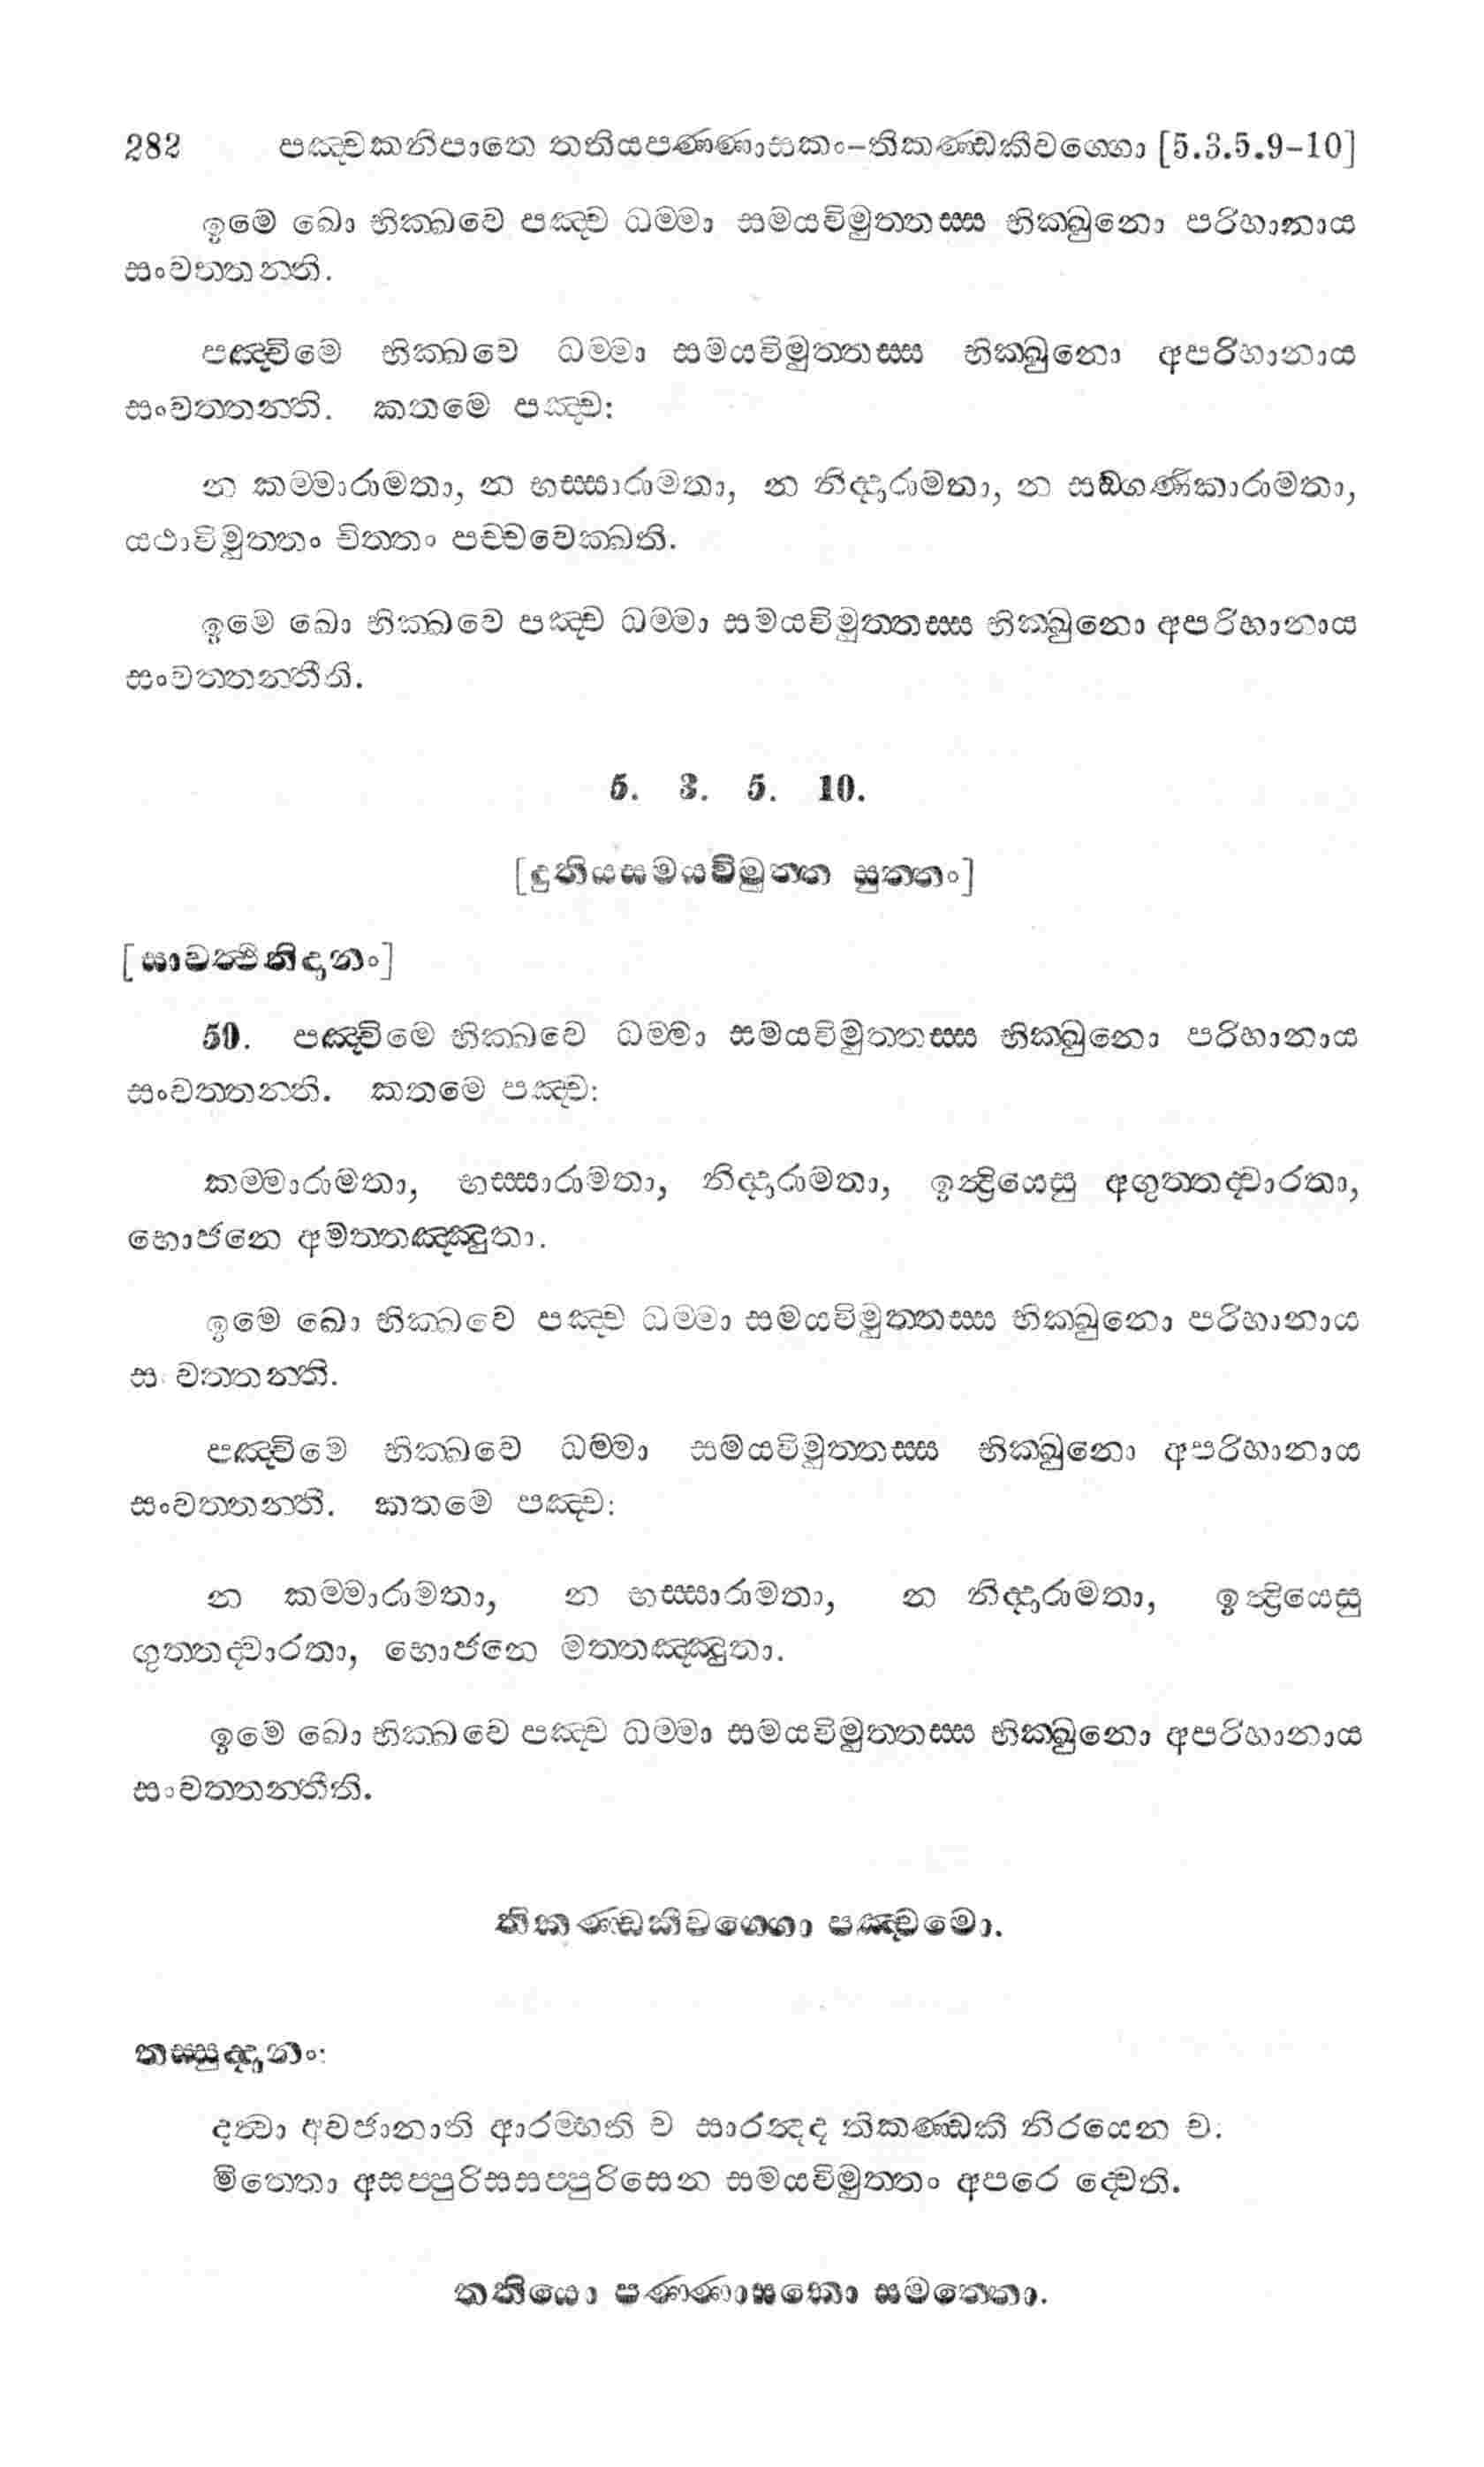 282 පඤ්චකනිපාතෙ තතියපණ්ණාසකං-තිකණ්ඩකීවග්ගො [5.3.5.9-10]
ඉමෙ ඛො භික්ඛවෙ පඤ්ච ධම්මා සමයවිමුත්තස්ස භික්ඛුනො පරිහානාය
සංවත්තන්ති.
පඤ්චිමෙ භික්ඛවෙ ධම්මා සමයවිමුත්තස්ස භික්ඛුනො අපරිහානාය
සංවත්තන්ති. කතමෙ පඤ්ච:
න කම්මාරාමතා, න භස්සාරාමතා, න නිද්දාරාමතා, න සඞ්ගණිකාරාමතා,
යථාවිමුත්තං චිත්තං පච්චවෙක්ඛති.
ඉමෙ ඛො භික්ඛවෙ පඤ්ච ධම්මා සමයවිමුත්තස්ස භික්ඛුනො අපරිහානාය
සංවත්තන්තීති.
5. 3. 5. 10.
[දුතියසමයවිමුත්ත සුත්තං]
[සාවත්ථිනිදානං]
50. පඤ්චිමෙ භික්ඛවෙ ධම්මා සමයවිමුත්තස්ස භික්ඛුනො පරිහානාය
සංවත්තන්ති. කතමෙ පඤ්ච:
කම්මාරාමතා, භස්සාරාමතා, නිද්දාරාමතා, ඉන්ද්‍රියෙසු අගුත්තද්වාරතා,
භොජනෙ අමත්තඤ්ඤුතා.
ඉමෙ ඛො භික්ඛවෙ පඤ්ච ධම්මා සමයවිමුත්තස්ස භික්ඛුනො පරිහානාය
සංවත්තන්ති.
පඤ්චිමෙ භික්ඛවෙ ධම්මා සමයවිමුත්තස්ස භික්ඛුනො අපරිහානාය
සංවත්තන්ති. කතමෙ පඤ්ච:
න කම්මාරාමතා, න භස්සාරාමතා, න නිද්දාරාමතා, ඉන්ද්‍රියෙසු
ගුත්තද්වාරතා, භොජනෙ මත්තඤ්ඤුතා.
ඉමෙ ඛො භික්ඛවෙ පඤ්ච ධම්මා සමයවිමුත්තස්ස භික්ඛුනො අපරිහානාය
සංවත්තන්තීති.
තිකණ්ඩකීවග්ගො පඤ්චමො.
තස්සුද්දානං:
දත්වා අවජානාති ආරම්භති ච සාරන්දද තිකණ්ඩකී නිරයෙන ච:
මිත්තො අසප්පුරිසසප්පුරිසෙන සමයවිමුත්තං අපරෙ ද්වෙති.
තතියො පණ්ණාසකො සමත්තො.